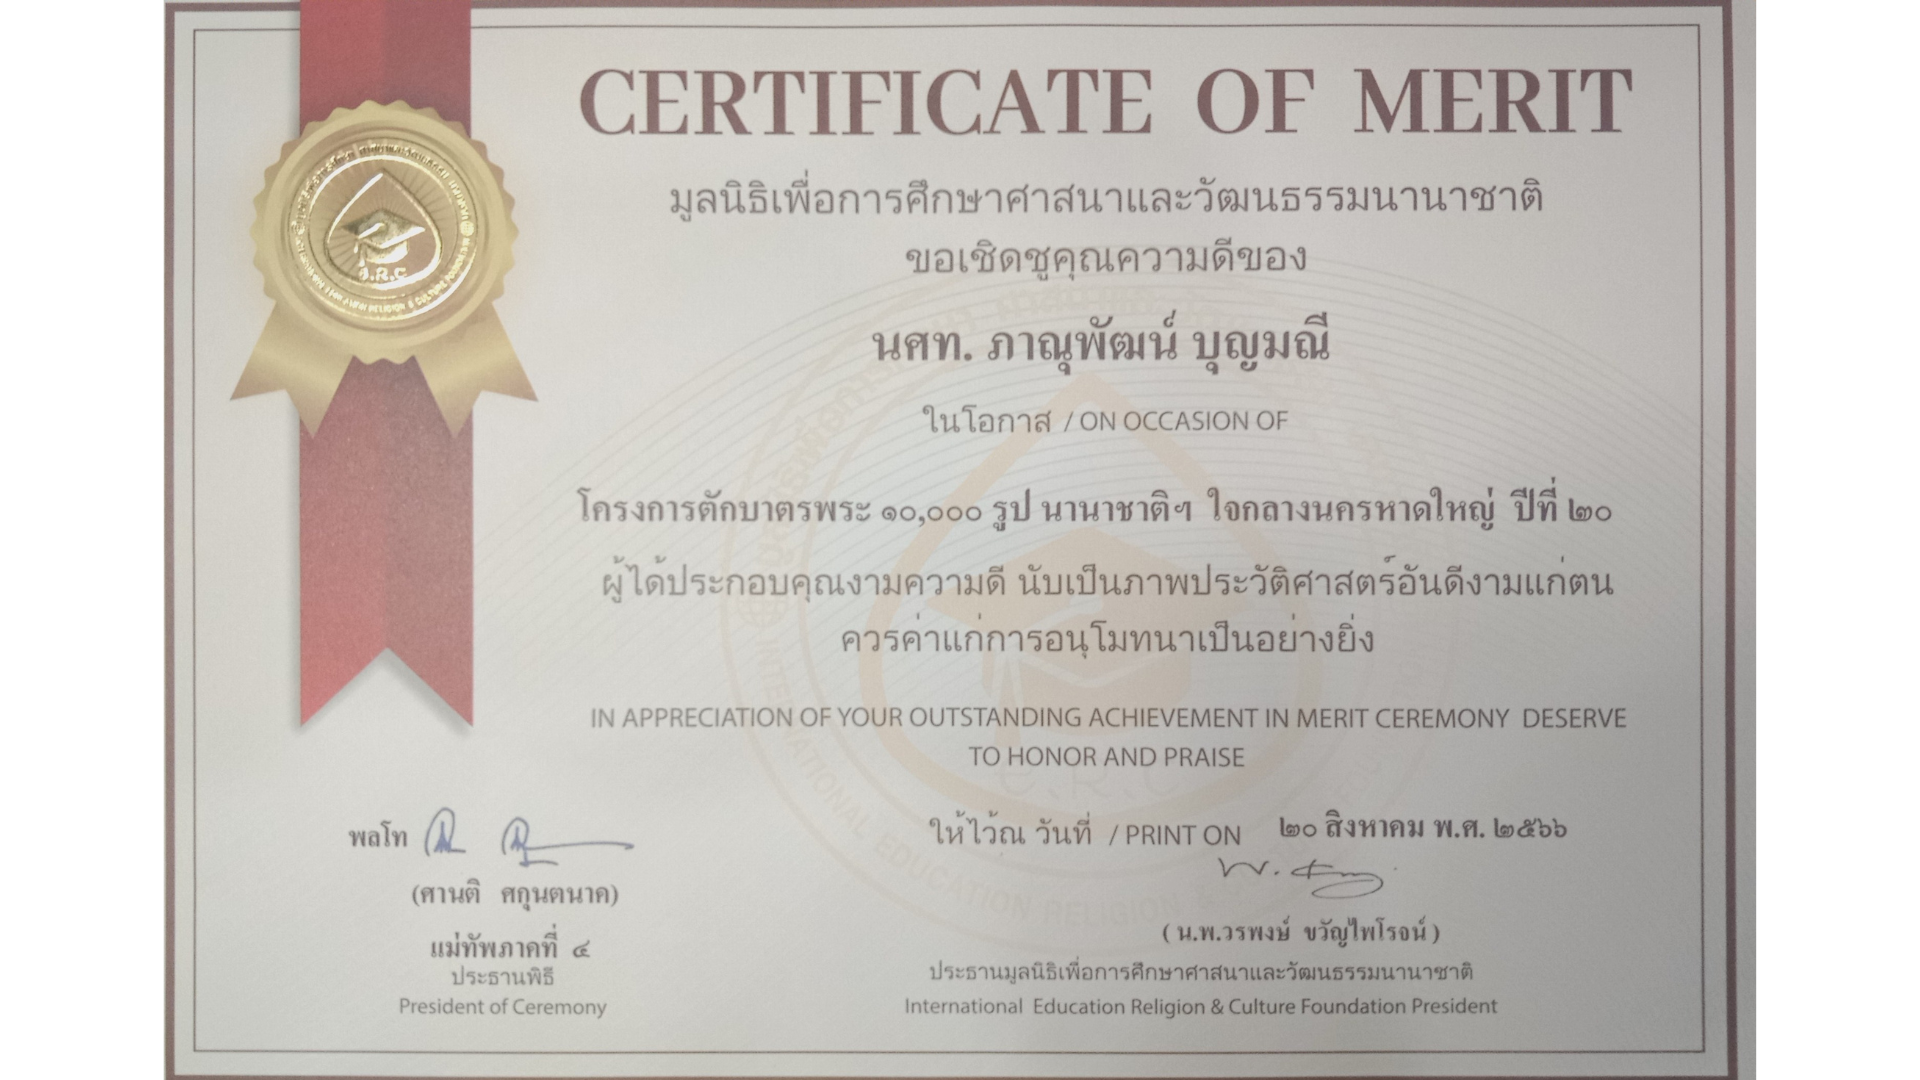 CERTIFICATE OF MERIT
มูลนิธิเพื่อการศึกษาศาสนาและวัฒนธรรมนานาชาติ
ขอเชิดชูคุณความดีของ
นศท. ภาณุพัฒน์ บุญมณี
ในโอกาส / ON OCCASION OF
โครงการตักบาตรพระ ๑๐,๐๐๐ รูป นานาชาติฯ ใจกลางนครหาดใหญ่ ปีที่ ๒๐
ผู้ได้ประกอบคุณงามความดี นับเป็นภาพประวัติศาสตร์อันดีงามแก่ตน
ควรค่าแก่การอนุโมทนาเป็นอย่างยิ่ง
IN APPRECIATION OF YOUR OUTSTANDING ACHIEVEMENT IN MERIT CEREMONY DESERVE
TO HONOR AND PRAISE
ให้ไว้ณ วันที่ / PRINT ON ๒๐ สิงหาคม พ.ศ. ๒๕๖๖
พลโท
(ศานติ ศกุนตนาค)
แม่ทัพภาคที่ ๔
ประธานพิธี
President of Ceremony
(น.พ.วรพงษ์ ขวัญไพโรจน์)
ประธานมูลนิธิเพื่อการศึกษาศาสนาและวัฒนธรรมนานาชาติ
International Education Religion & Culture Foundation President